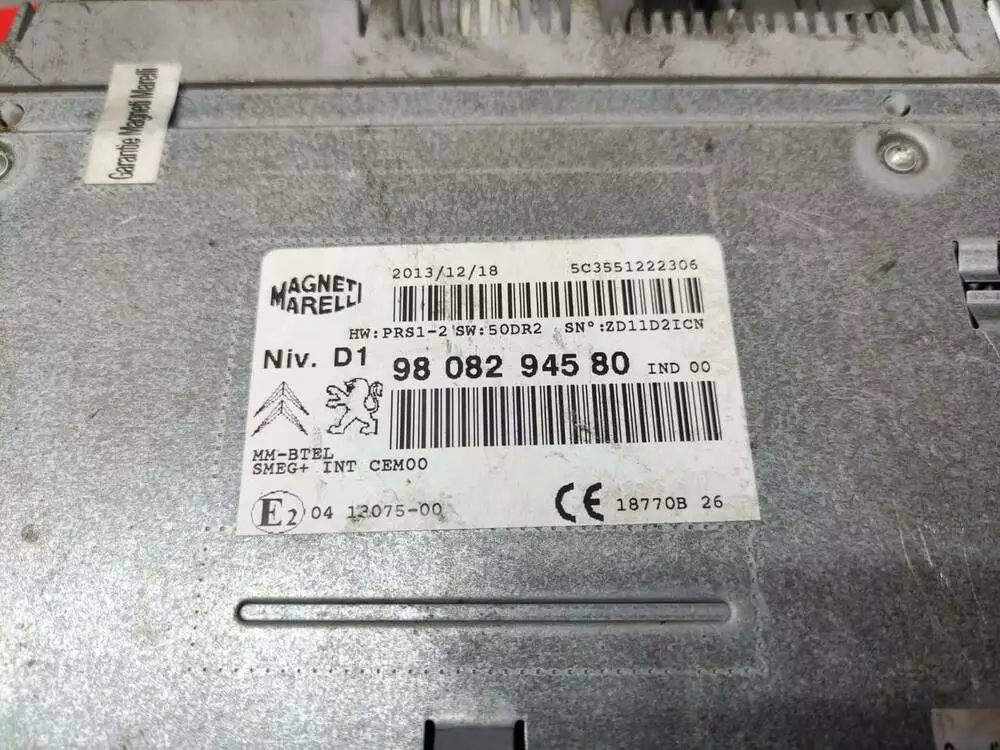 Garantie Magneti Marelli
MAGNETI
MARELLI
2013/12/18 5C3551222306
HW:PRS1-2 SW:50DR2 SN°:ZD11D2ICN
Niv. D1 98 082 945 80 IND 00
MM-BTEL
SMEG+ INT CEM00
E2 04 13075-00 CE 18770B 26